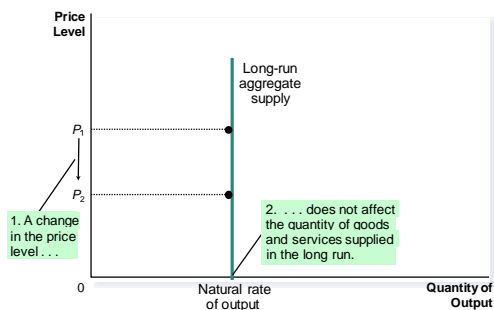 Price
Level
Long-run
aggregate
supply
P1
P2
1. A change
in the price
level . . .
2. . . . does not affect
the quantity of goods
and services supplied
in the long run.
0
Natural rate
of output
Quantity of
Output